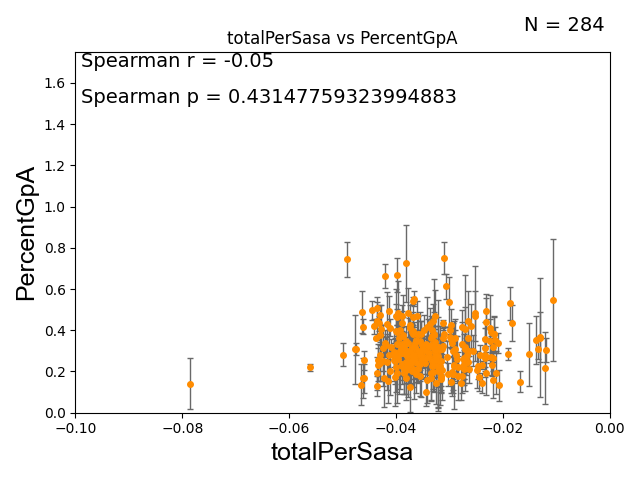 N = 284
totalPerSasa vs PercentGpA
Spearman r = -0.05
Spearman p = 0.43147759323994883
PercentGpA
1.6
1.4
1.2
1.0
0.8
0.6
0.4
0.2
0.0
−0.10 −0.08 −0.06 −0.04 −0.02 0.00
totalPerSasa